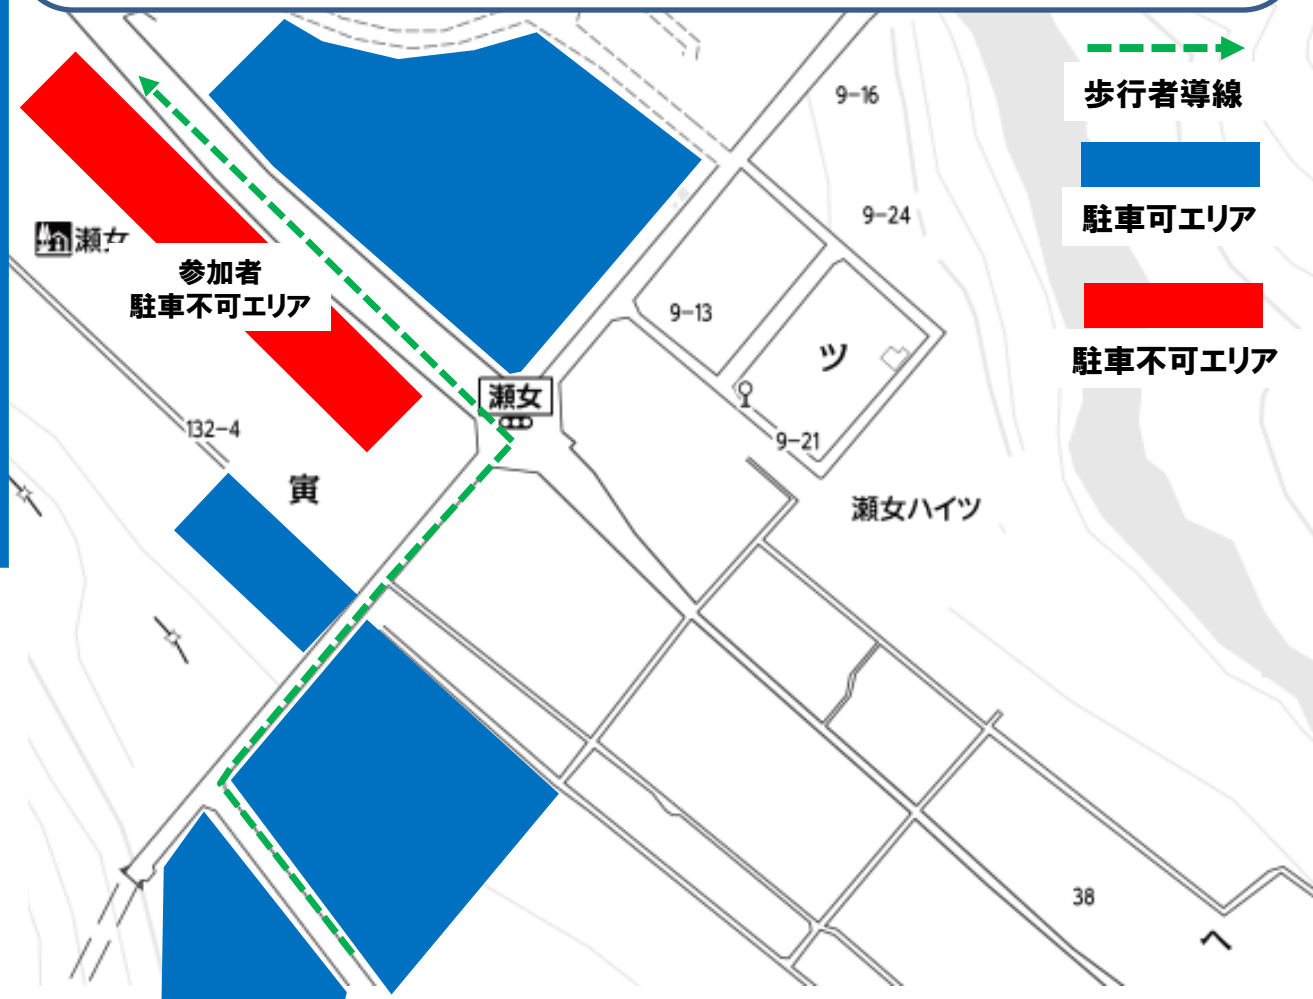 歩行者導線
駐車可エリア
駐車不可エリア
9-16
9-24
瀬女
参加者
駐車不可エリア
9-13
ツ
瀬女
132-4
9-21
寅
瀬女ハイツ
38
へ